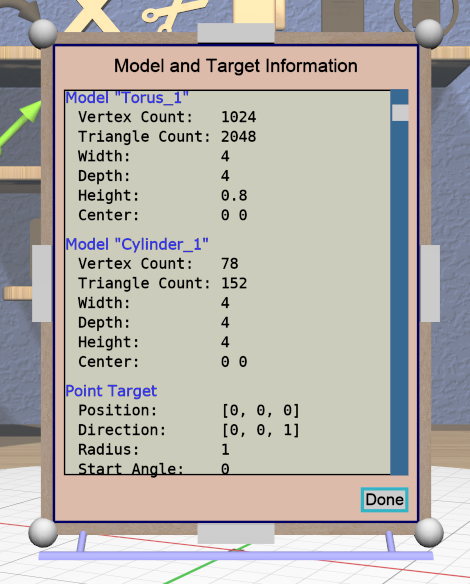 Model and Target Information
Model "Torus_1"
Vertex Count: 1024
Triangle Count: 2048
Width: 4
Depth: 4
Height: 0.8
Center: 0 0
Model "Cylinder_1"
Vertex Count: 78
Triangle Count: 152
Width: 4
Depth: 4
Height: 4
Center: 0 0
Point Target
Position: [0, 0, 0]
Direction: [0, 0, 1]
Radius: 1
Start Angle: 0
Done